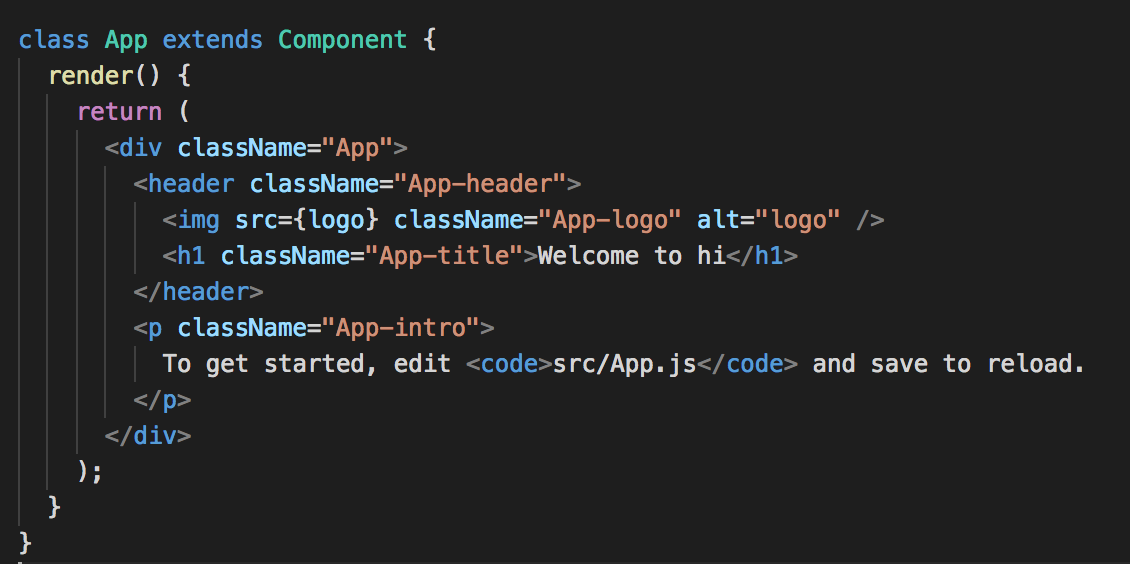 class App extends Component {
  render() {
    return (
      <div className="App">
        <header className="App-header">
          <img src={logo} className="App-logo" alt="logo" />
          <h1 className="App-title">Welcome to hi</h1>
        </header>
        <p className="App-intro">
          To get started, edit <code>src/App.js</code> and save to reload.
        </p>
      </div>
    );
  }
}